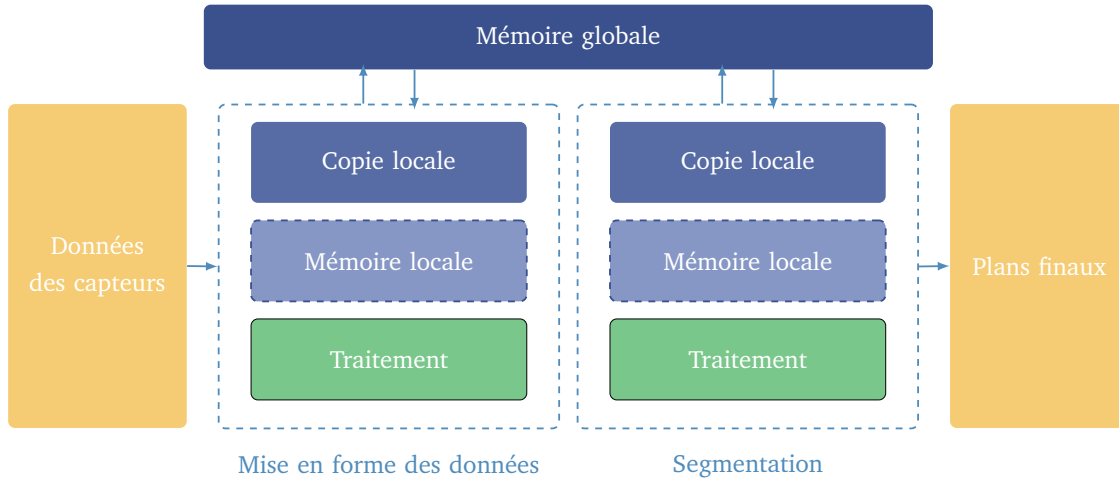 Mémoire globale
Données
des capteurs
Copie locale
Mémoire locale
Traitement
Mise en forme des données
Copie locale
Mémoire locale
Traitement
Segmentation
Plans finaux